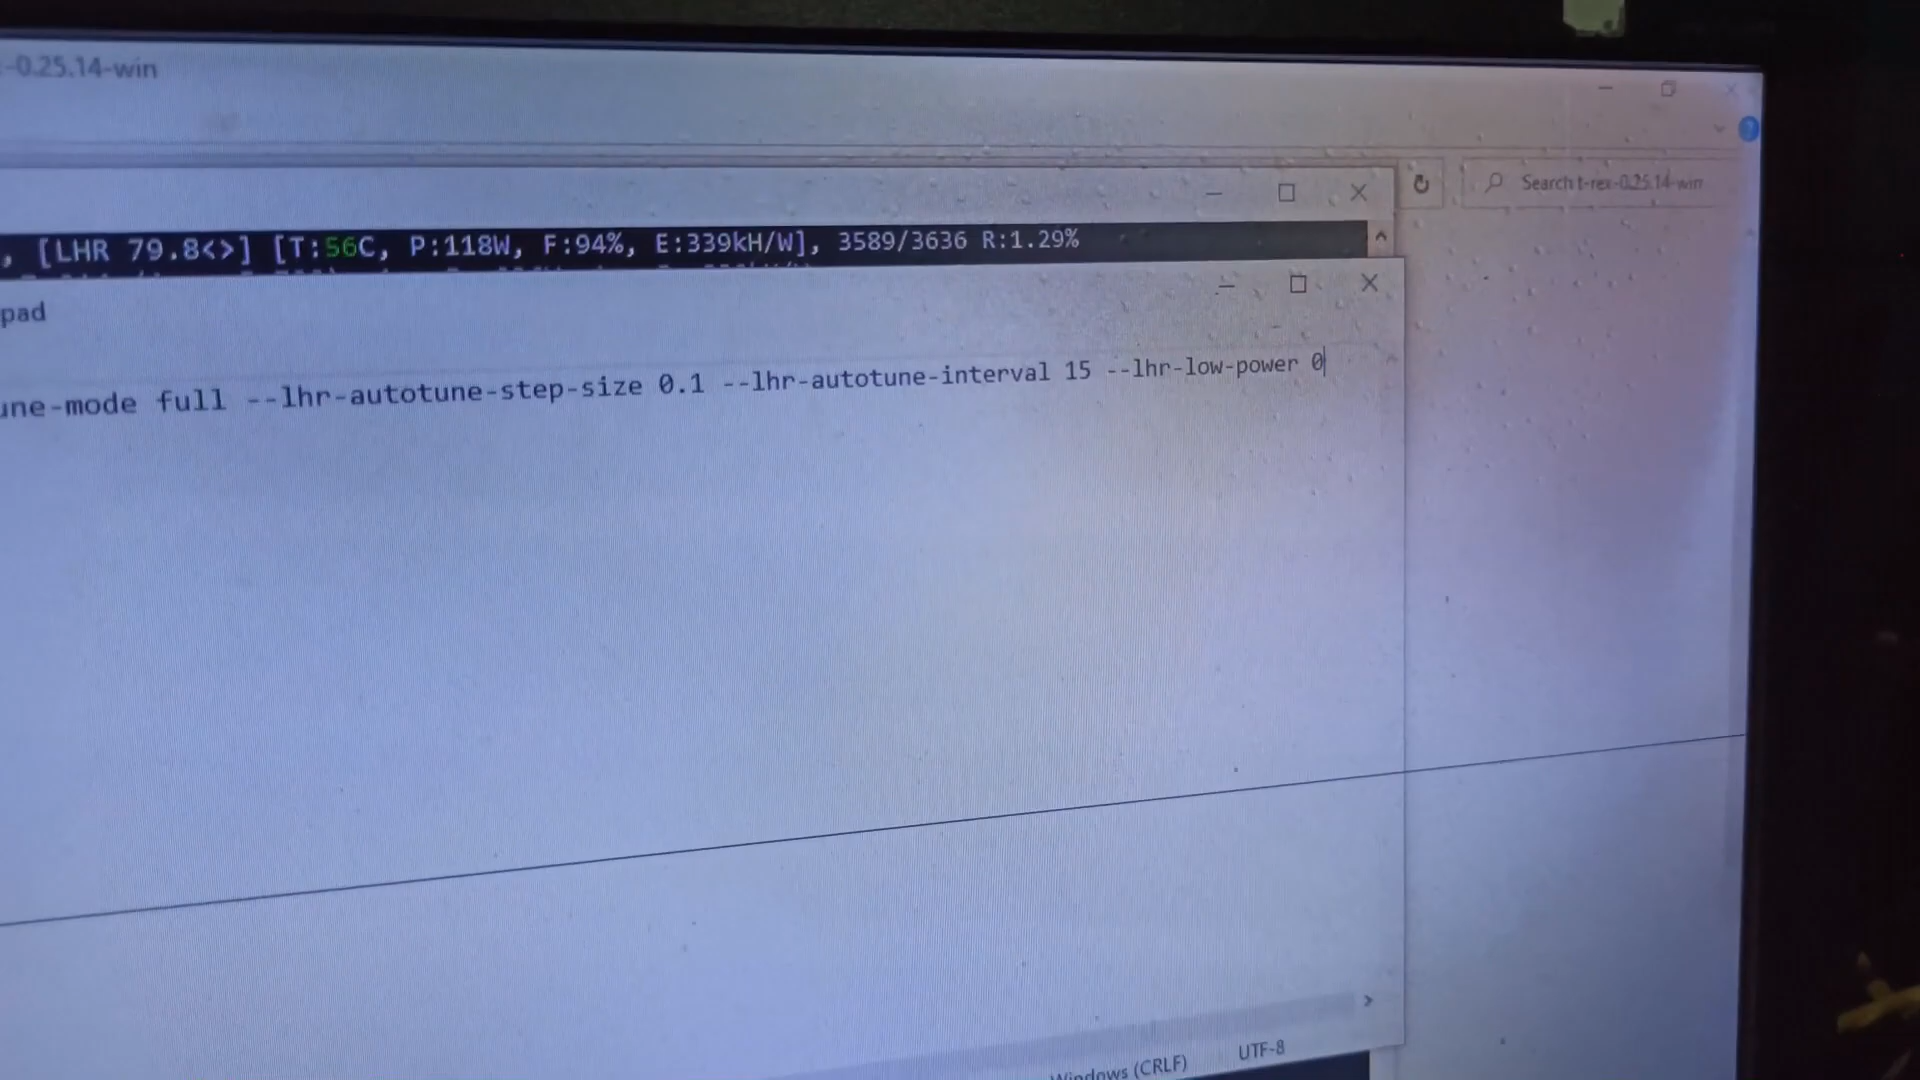 -0.25.14-win
Search t-rex-0.25.14-win
, [LHR 79.8<>] [T:56C, P:118W, F:94%, E:339kH/W], 3589/3636 R:1.29%
pad
une-mode full --lhr-autotune-step-size 0.1 --lhr-autotune-interval 15 --lhr-low-power 0
Windows (CRLF)
UTF-8